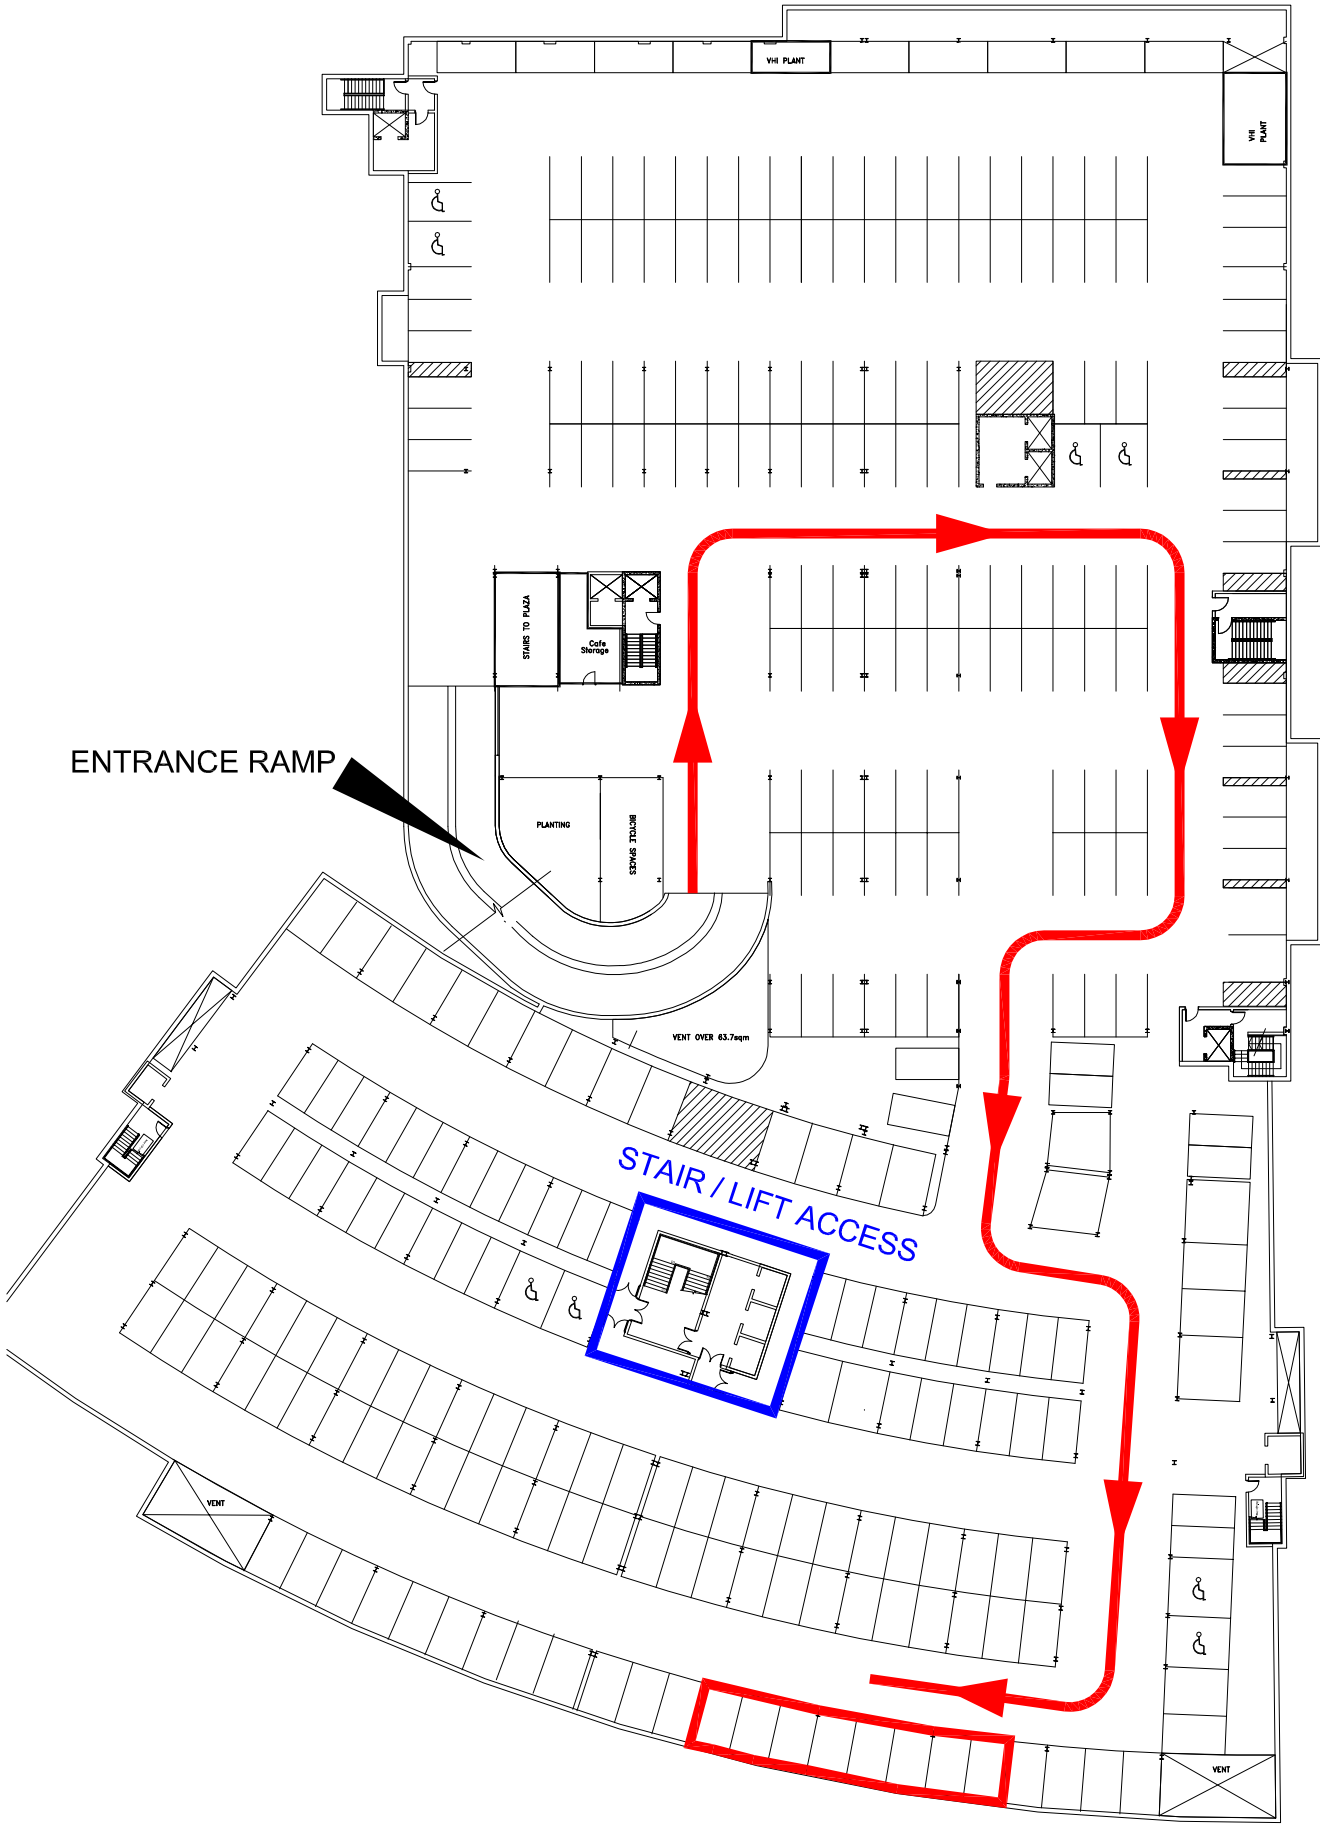 VHI PLANT
VHI
PLANT
STAIRS TO PLAZA
Cafe
Storage
ENTRANCE RAMP
PLANTING
BICYCLE SPACES
VENT OVER 63.7sqm
STAIR / LIFT ACCESS
VENT
VENT